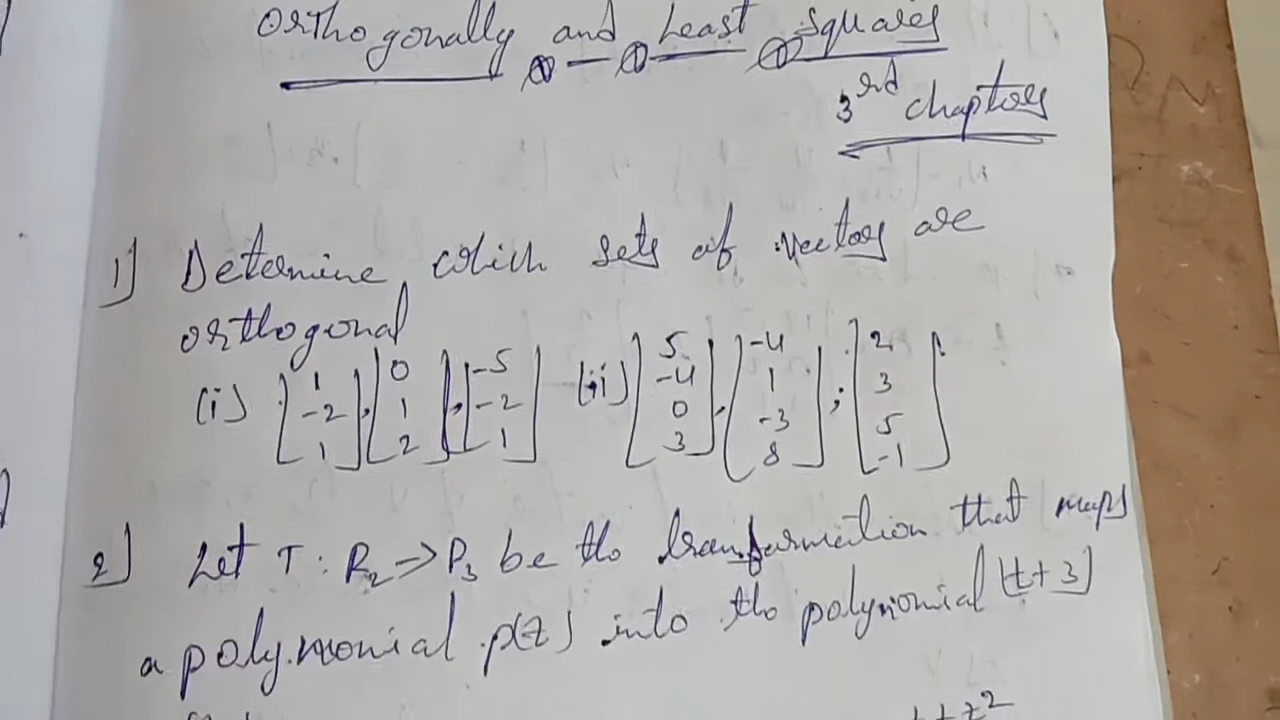 Orthogonally and Least squares
3rd chapters
1) Determine which sets of vectors are
orthogonal
(i) [1 -2 1], [0 1 2], [-5 -2 1] (ii) [5 -4 0 3], [-4 1 -3 8]; [2 3 5 -1]
2) Let T: P2 → P3 be the transformation that maps
a polynomial p(t) into the polynomial (t+3)